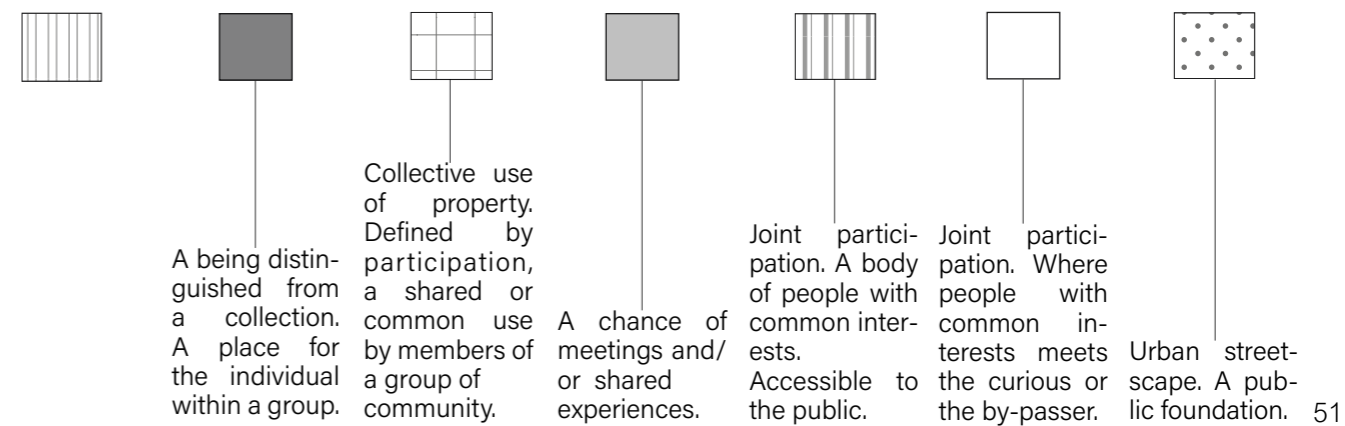 A being distin-
guished from
a collection.
A place for
the individual
within a group.
Collective use
of property.
Defined by
participation,
a shared or
common use
by members of
a group of
community.
A chance of
meetings and/
or shared
experiences.
Joint partici-
pation. A body
of people with
common inter-
ests.
Accessible to
the public.
Joint partici-
pation. Where
people with
common in-
terests meets
the curious or
the by-passer.
Urban street-
scape. A pub-
lic foundation.
51